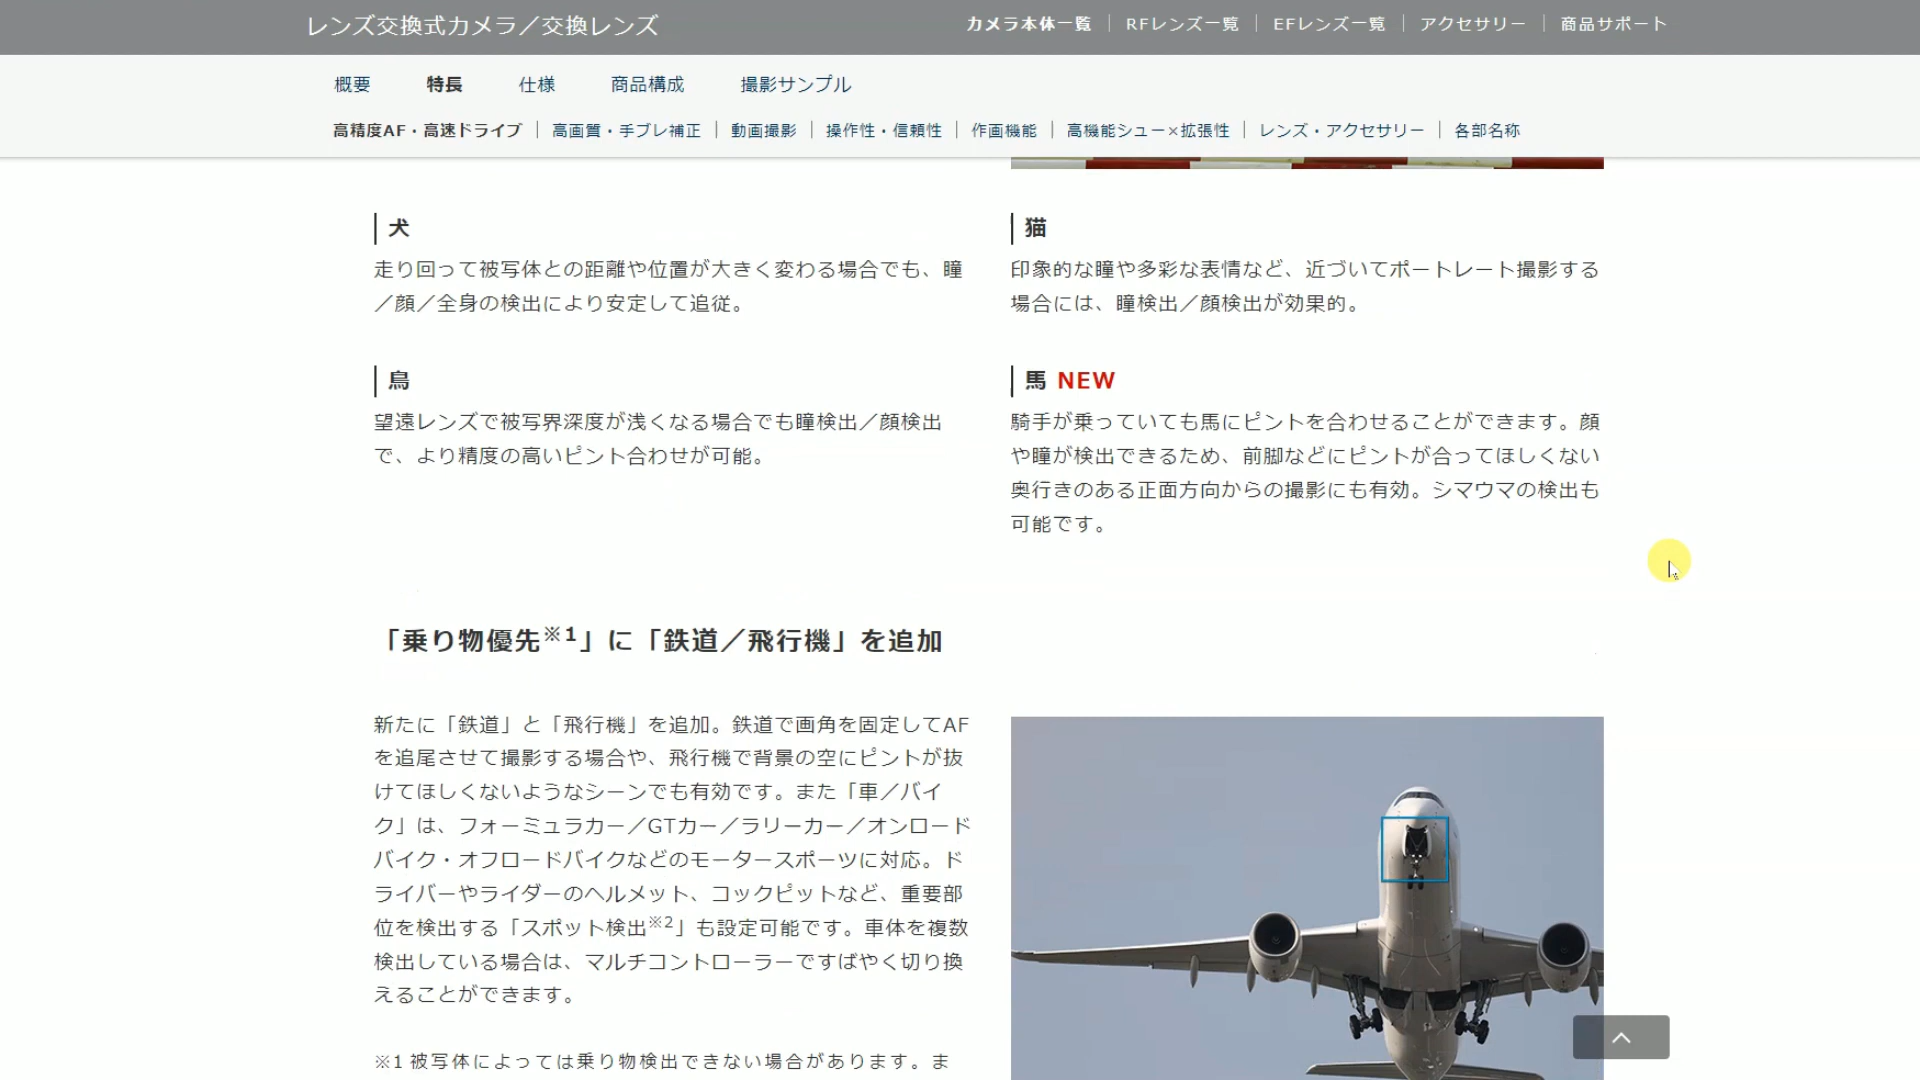 レンズ交換式カメラ／交換レンズ
カメラ本体一覧
RFレンズ一覧
EFレンズ一覧
アクセサリー
商品サポート
概要
特長
仕様
商品構成
撮影サンプル
高精度AF・高速ドライブ
高画質・手ブレ補正
動画撮影
操作性・信頼性
作画機能
高機能シュー×拡張性
レンズ・アクセサリー
各部名称
犬
走り回って被写体との距離や位置が大きく変わる場合でも、瞳
／顔／全身の検出により安定して追従。
猫
印象的な瞳や多彩な表情など、近づいてポートレート撮影する
場合には、瞳検出／顔検出が効果的。
鳥
望遠レンズで被写界深度が浅くなる場合でも瞳検出／顔検出
で、より精度の高いピント合わせが可能。
馬 NEW
騎手が乗っていても馬にピントを合わせることができます。顔
や瞳が検出できるため、前脚などにピントが合ってほしくない
奥行きのある正面方向からの撮影にも有効。シマウマの検出も
可能です。
「乗り物優先※1」に「鉄道／飛行機」を追加
新たに「鉄道」と「飛行機」を追加。鉄道で画角を固定してAF
を追尾させて撮影する場合や、飛行機で背景の空にピントが抜
けてほしくないようなシーンでも有効です。また「車／バイ
ク」は、フォーミュラカー／GTカー／ラリーカー／オンロード
バイク・オフロードバイクなどのモータースポーツに対応。ド
ライバーやライダーのヘルメット、コックピットなど、重要部
位を検出する「スポット検出※2」も設定可能です。車体を複数
検出している場合は、マルチコントローラーですばやく切り換
えることができます。
※1 被写体によっては乗り物検出できない場合があります。ま